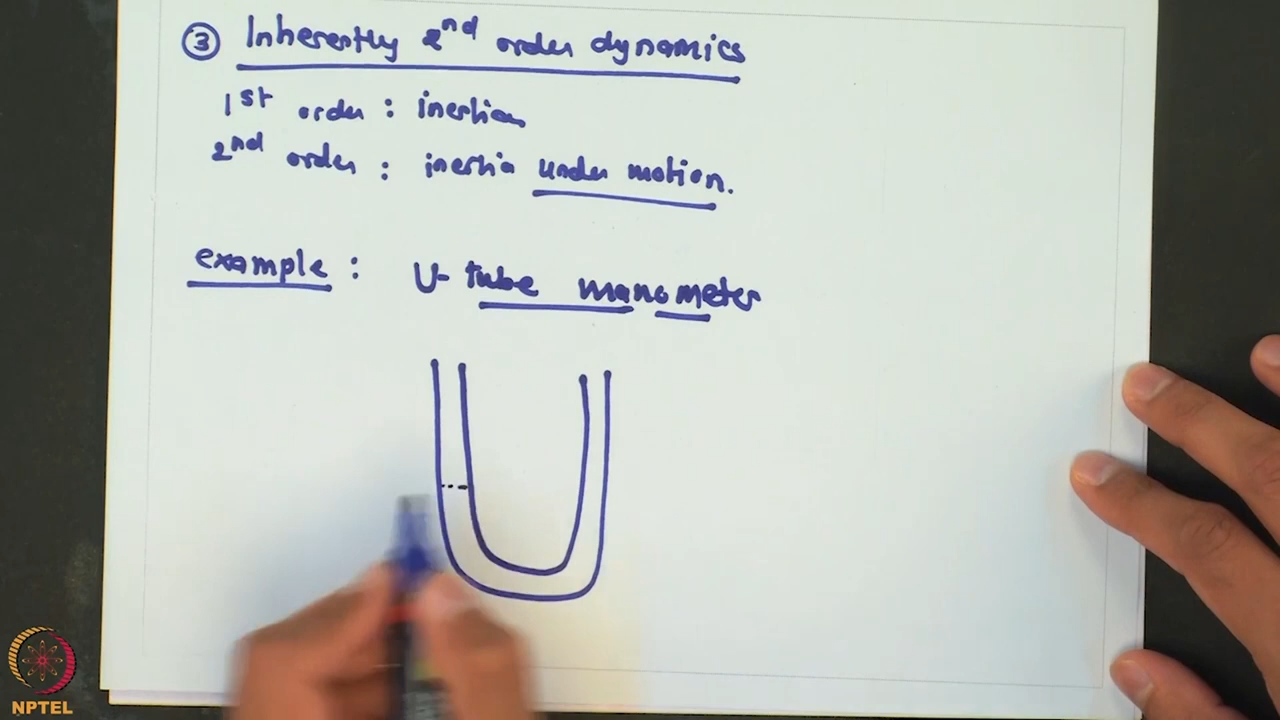 ③ Inherently 2nd order dynamics
1st order : inertia
2nd order : inertia under motion.
example : U-tube manometer
NPTEL